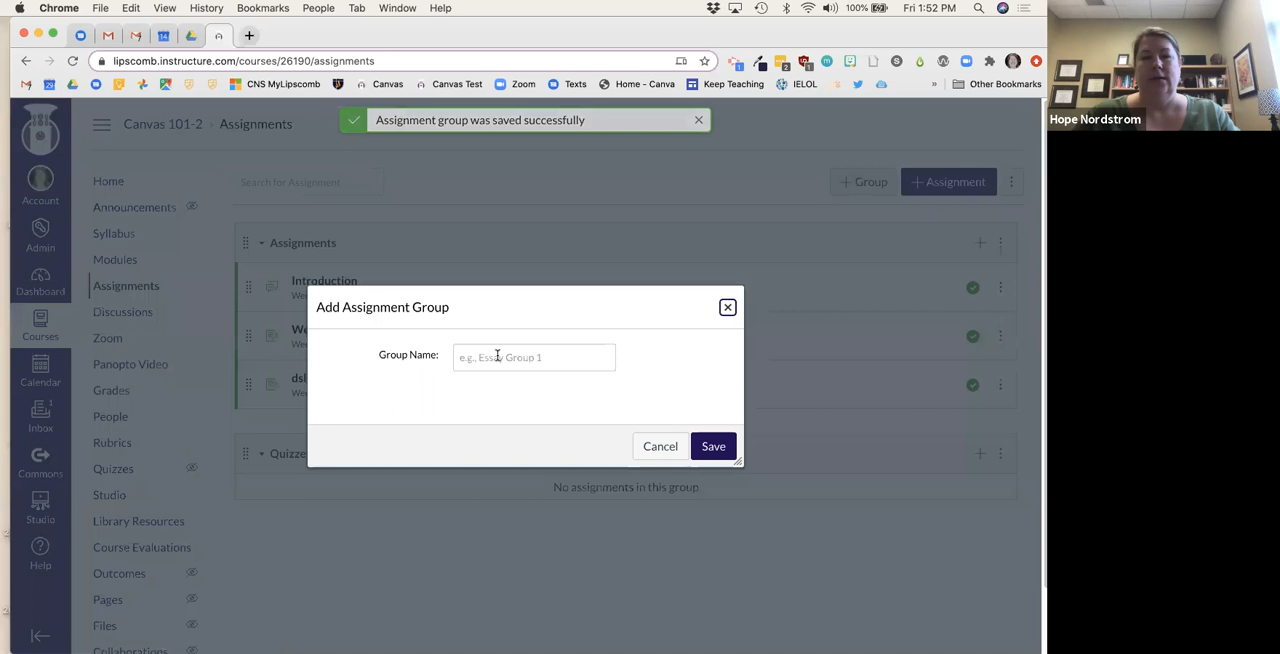 Chrome File Edit View History Bookmarks People Tab Window Help 100% Fri 1:52 PM
lipscomb.instructure.com/courses/26190/assignments
CNS MyLipscomb Canvas Canvas Test Zoom Texts Home - Canva Keep Teaching IELOL » Other Bookmarks
Canvas 101-2 › Assignments
Assignment group was saved successfully
Hope Nordstrom
Account
Admin
Dashboard
Courses
Calendar
Inbox
Commons
Studio
Help
Home
Announcements
Syllabus
Modules
Assignments
Discussions
Zoom
Panopto Video
Grades
People
Rubrics
Quizzes
Studio
Library Resources
Course Evaluations
Outcomes
Pages
Files
Collaborations
Search for Assignment
+ Group
+ Assignment
Assignments
Introduction
We
dsl
Quizze
No assignments in this group
Add Assignment Group
Group Name:
e.g., Essay Group 1
Cancel
Save